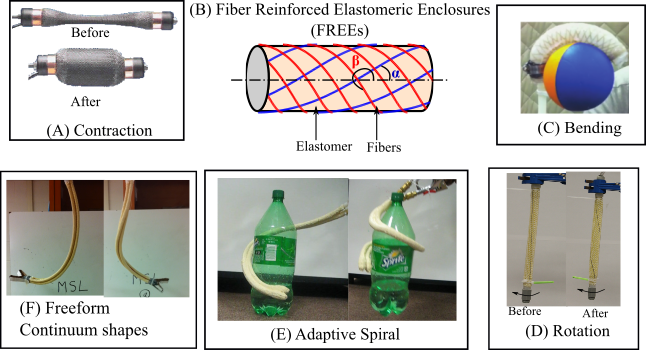 (B) Fiber Reinforced Elastomeric Enclosures
(FREEs)
Before
After
(A) Contraction
β
α
Elastomer
Fibers
(C) Bending
MSL
MSL
(F) Freeform
Continuum shapes
Sprite
(E) Adaptive Spiral
Before
After
(D) Rotation